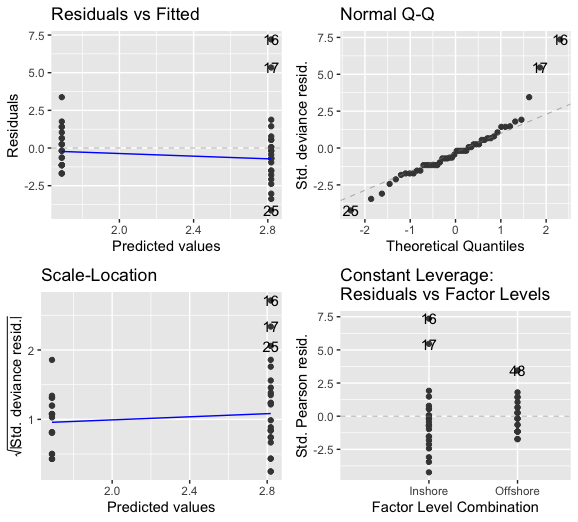 Residuals vs Fitted
7.5
5.0
2.5
0.0
-2.5
Residuals
16
17
25
2.0
2.4
2.8
Predicted values
Normal Q-Q
7.5
5.0
2.5
0.0
-2.5
Std. deviance resid.
16
17
25
-2
-1
0
1
2
Theoretical Quantiles
Scale-Location
2
1
√|Std. deviance resid.|
16
17
25
2.0
2.4
2.8
Predicted values
Constant Leverage:
Residuals vs Factor Levels
7.5
5.0
2.5
0.0
-2.5
Std. Pearson resid.
16
17
48
Inshore
Offshore
Factor Level Combination